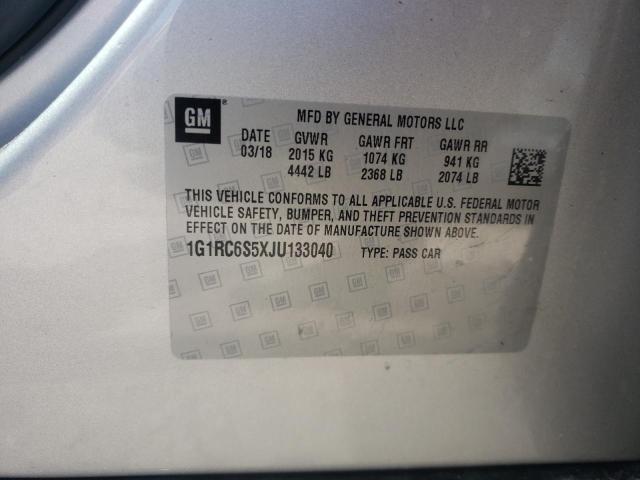 GM ®
MFD BY GENERAL MOTORS LLC
DATE GVWR GAWR FRT GAWR RR
03/18 2015 KG 1074 KG 941 KG
4442 LB 2368 LB 2074 LB
THIS VEHICLE CONFORMS TO ALL APPLICABLE U.S. FEDERAL MOTOR
VEHICLE SAFETY, BUMPER, AND THEFT PREVENTION STANDARDS IN
EFFECT ON THE DATE OF MANUFACTURE SHOWN ABOVE.
1G1RC6S5XJU133040 TYPE: PASS CAR